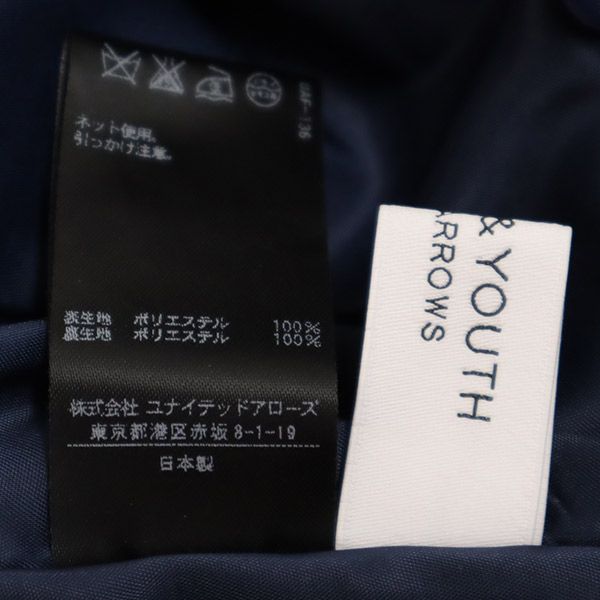 ネット使用。
引っかけ注意。
表生地 ポリエステル 100%
裏生地 ポリエステル 100%
株式会社 ユナイテッドアローズ
東京都港区赤坂8-1-19
日本製
& YOUTH
ARROWS